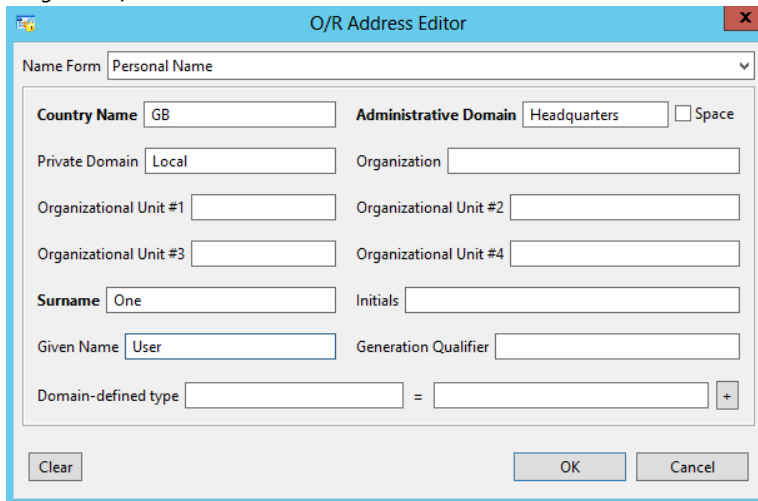 O/R Address Editor x
Name Form Personal Name
Country Name GB Administrative Domain Headquarters Space
Private Domain Local Organization
Organizational Unit #1 Organizational Unit #2
Organizational Unit #3 Organizational Unit #4
Surname One Initials
Given Name User Generation Qualifier
Domain-defined type = +
Clear OK Cancel